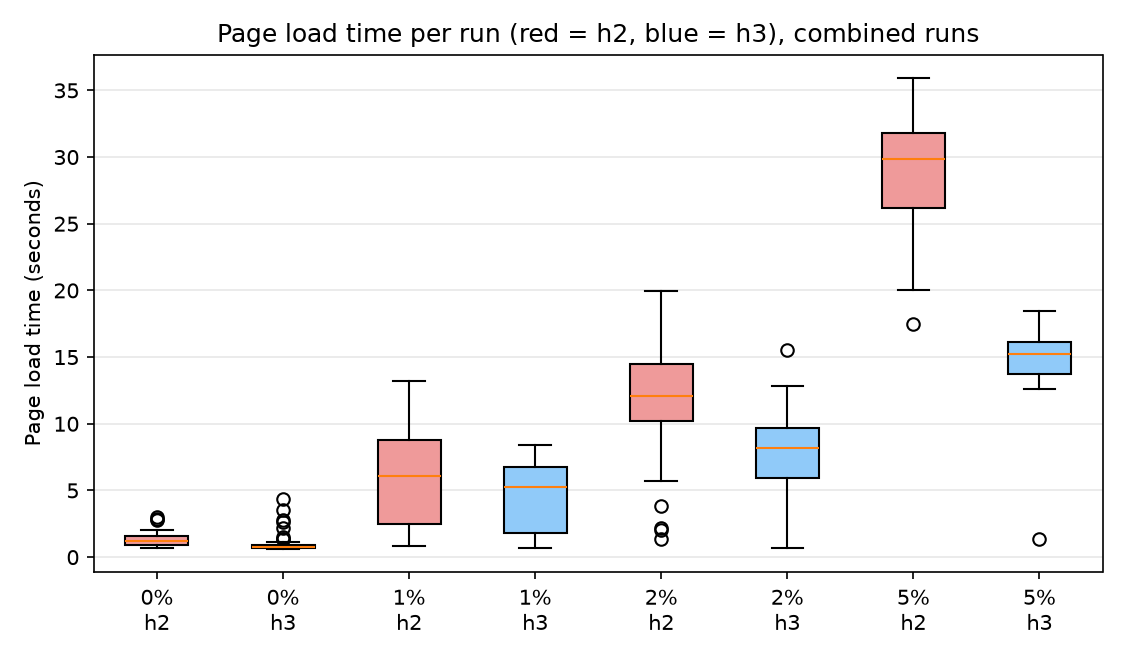 Page load time per run (red = h2, blue = h3), combined runs
Page load time (seconds)
35
30
25
20
15
10
5
0
0% h2
0% h3
1% h2
1% h3
2% h2
2% h3
5% h2
5% h3